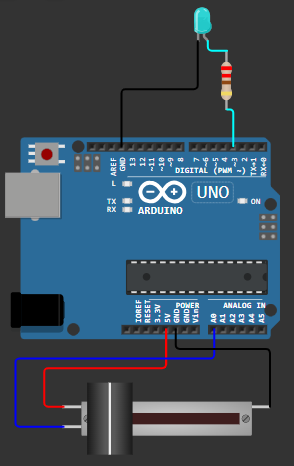 AREF
GND
13
12
~11
~10
~9
8
7
~6
~5
4
~3
2
TX→1
RX←0
DIGITAL (PWM ~)
L
UNO
TX
RX
ON
ARDUINO
IOREF
RESET
3.3V
5V
GND
GND
Vin
POWER
ANALOG IN
A0
A1
A2
A3
A4
A5